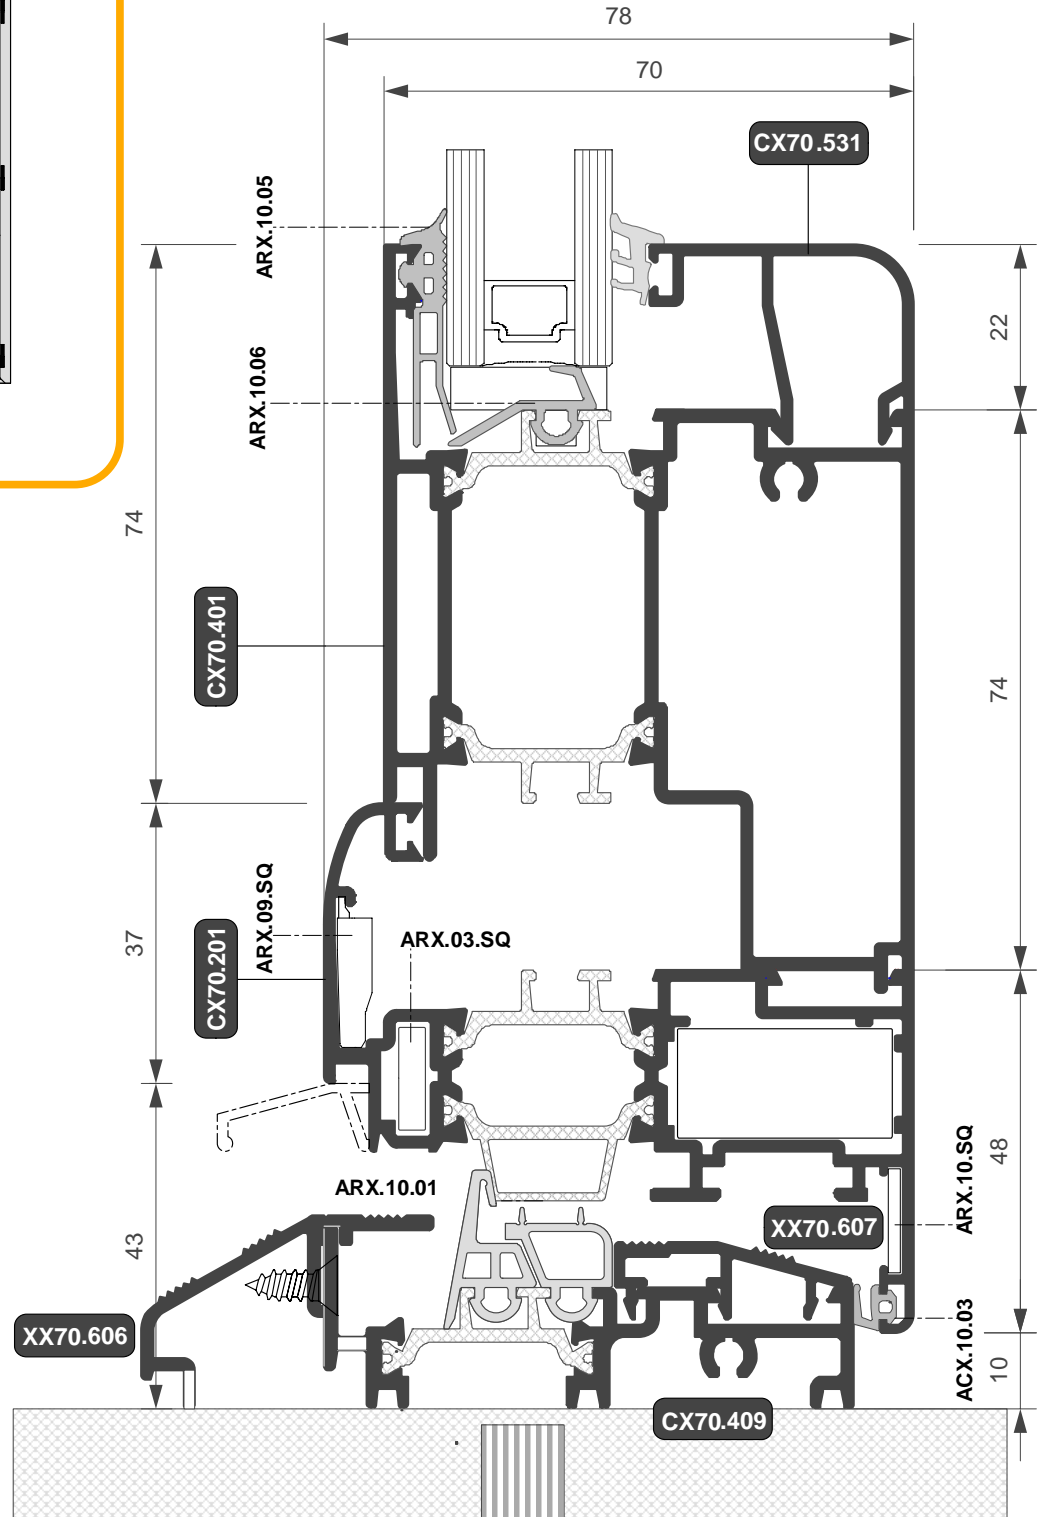 78
70
CX70.531
ARX.10.05
22
ARX.10.06
74
CX70.401
74
ARX.09.SQ
ARX.03.SQ
37
CX70.201
48
ARX.10.SQ
ARX.10.01
XX70.607
43
XX70.606
ACX.10.03
10
CX70.409